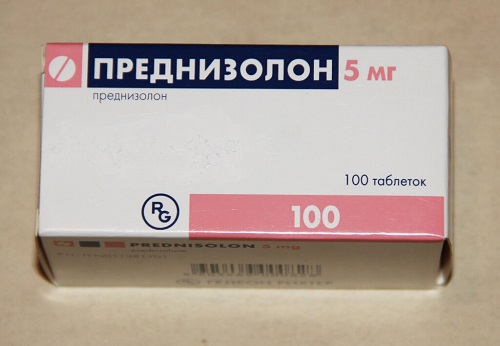 ПРЕДНИЗОЛОН 5 мг
преднизолон
100 таблеток
RG
100
PREDNISOLON 5 mg